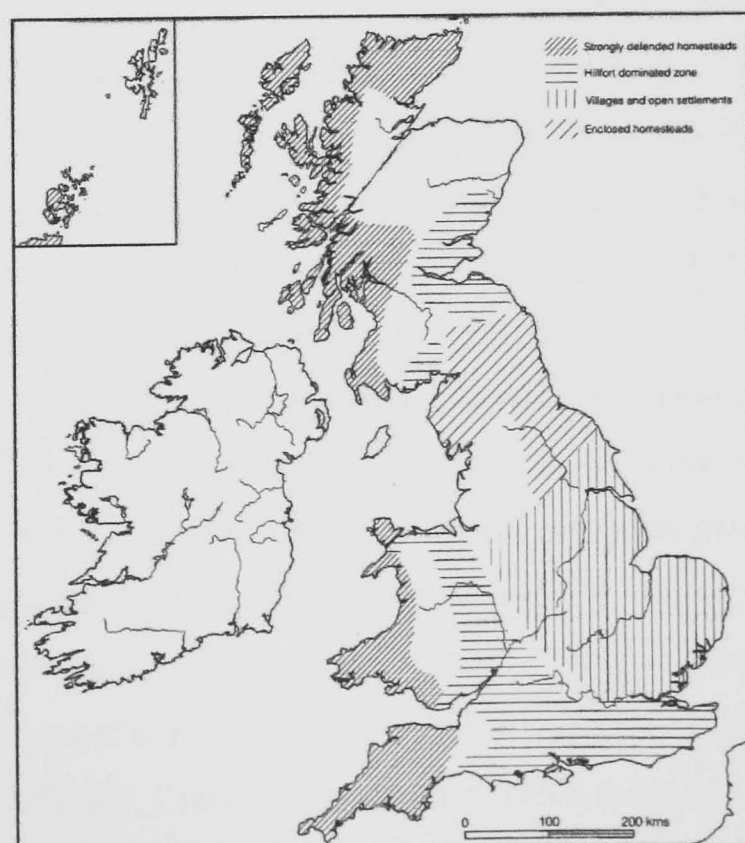 Strongly defended homesteads
Hillfort dominated zone
Villages and open settlements
Enclosed homesteads
0 100 200 kms